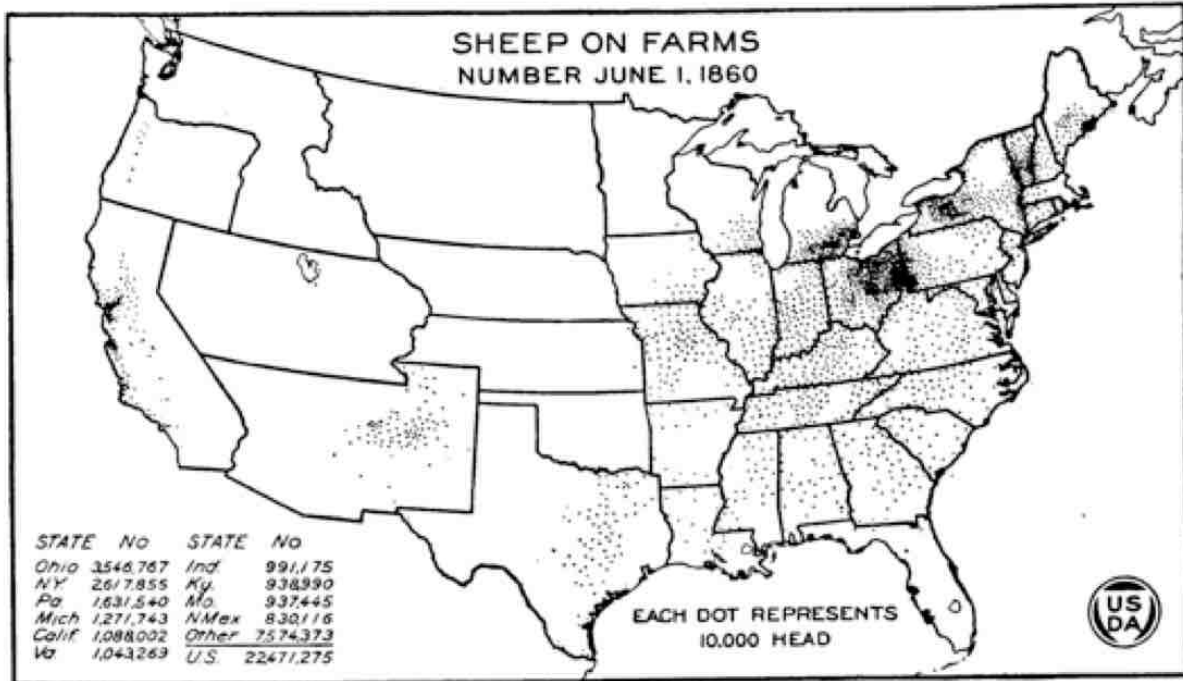 SHEEP ON FARMS
NUMBER JUNE 1, 1860
STATE No STATE No
Ohio 3,546,767 Ind. 991,175
N.Y. 2,617,855 Ky. 938,990
Pa. 1,631,540 Mo. 937,445
Mich 1,271,743 N.Mex 830,116
Calif. 1,088,002 Other 7,574,373
Va 1,043,269 U.S. 22,471,275
EACH DOT REPRESENTS
10,000 HEAD
US
DA